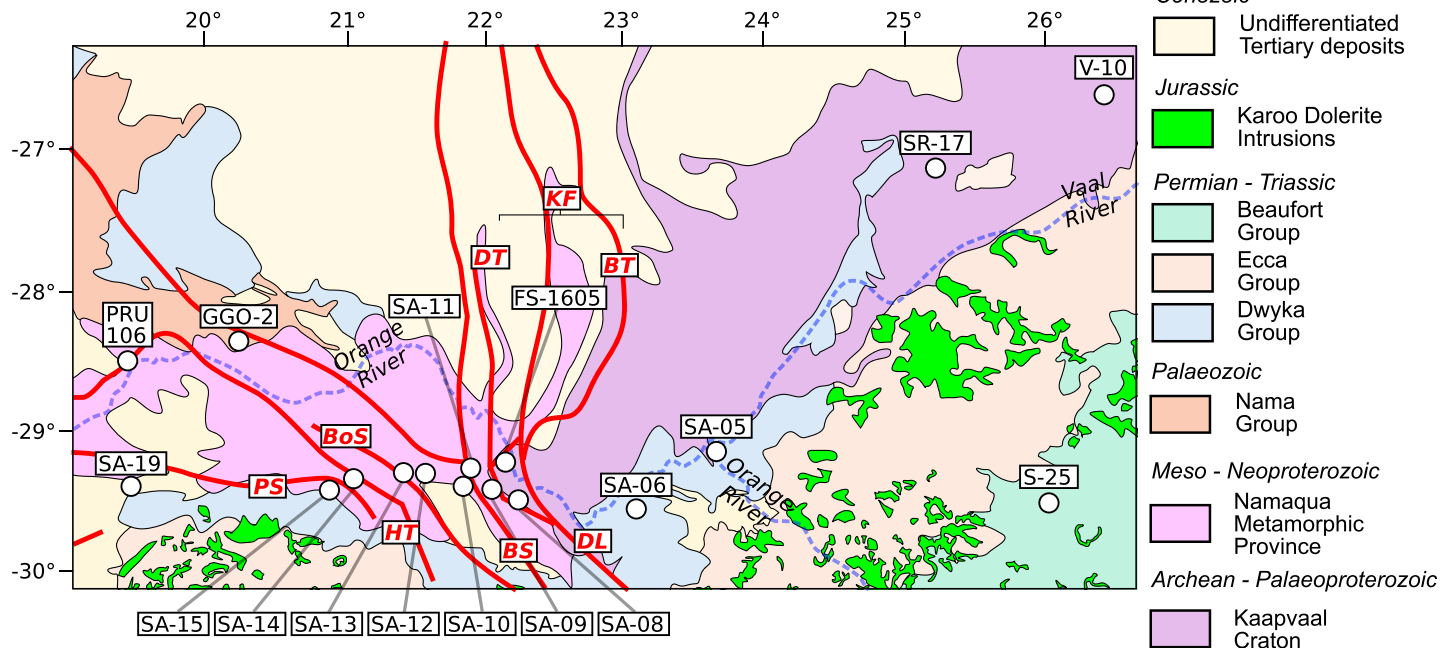 20°
21°
22°
23°
24°
25°
26°
-27°
-28°
-29°
-30°
V-10
SR-17
Vaal
River
KF
DT
BT
SA-11
FS-1605
PRU
106
GGO-2
Orange
River
BoS
SA-05
SA-19
PS
SA-06
Orange
River
S-25
HT
BS
DL
SA-15
SA-14
SA-13
SA-12
SA-10
SA-09
SA-08
Undifferentiated
Tertiary deposits
Jurassic
Karoo Dolerite
Intrusions
Permian - Triassic
Beaufort
Group
Ecca
Group
Dwyka
Group
Palaeozoic
Nama
Group
Meso - Neoproterozoic
Namaqua
Metamorphic
Province
Archean - Palaeoproterozoic
Kaapvaal
Craton